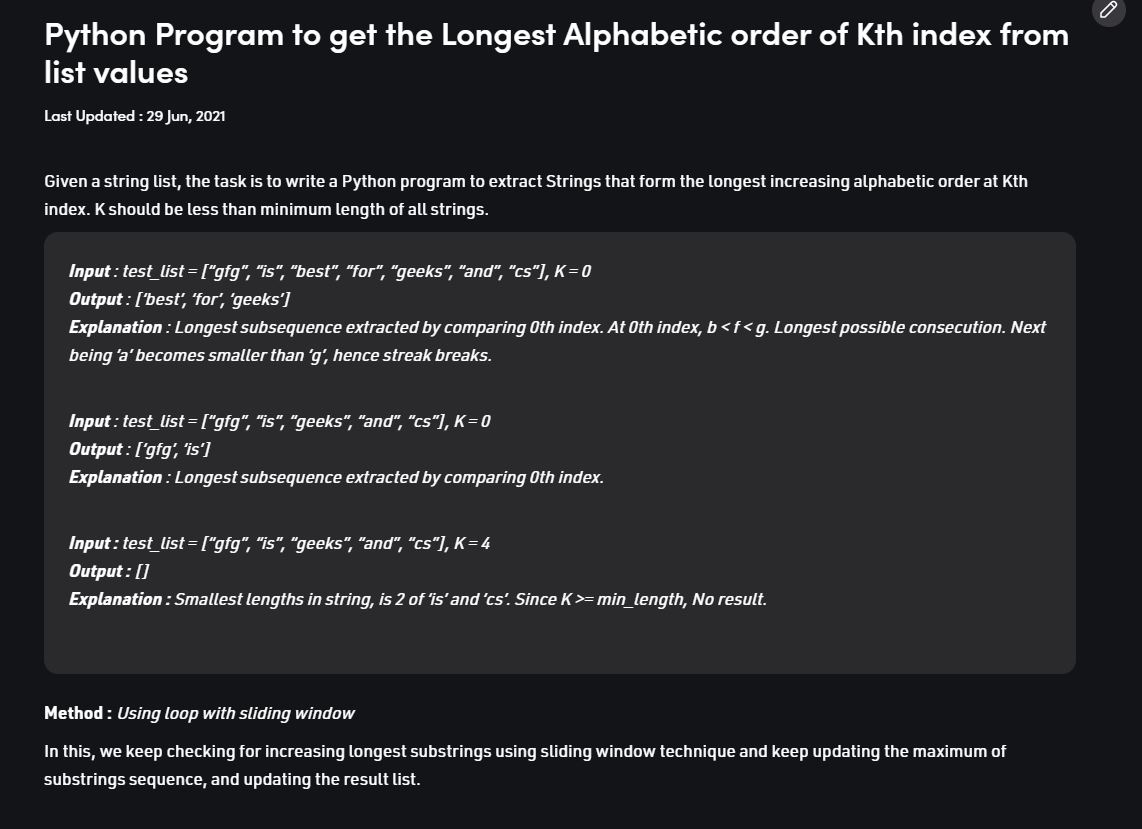 Python Program to get the Longest Alphabetic order of Kth index from
list values
Last Updated : 29 Jun, 2021
Given a string list, the task is to write a Python program to extract Strings that form the longest increasing alphabetic order at Kth
index. K should be less than minimum length of all strings.
Input : test_list = [“gfg”, “is”, “best”, “for”, “geeks”, “and”, “cs”], K = 0
Output : [‘best’, ‘for’, ‘geeks’]
Explanation : Longest subsequence extracted by comparing 0th index. At 0th index, b < f < g. Longest possible consecution. Next
being ‘a’ becomes smaller than ‘g’, hence streak breaks.
Input : test_list = [“gfg”, “is”, “geeks”, “and”, “cs”], K = 0
Output : [‘gfg’, ‘is’]
Explanation : Longest subsequence extracted by comparing 0th index.
Input : test_list = [“gfg”, “is”, “geeks”, “and”, “cs”], K = 4
Output : []
Explanation : Smallest lengths in string, is 2 of ‘is’ and ‘cs’. Since K >= min_length, No result.
Method : Using loop with sliding window
In this, we keep checking for increasing longest substrings using sliding window technique and keep updating the maximum of
substrings sequence, and updating the result list.